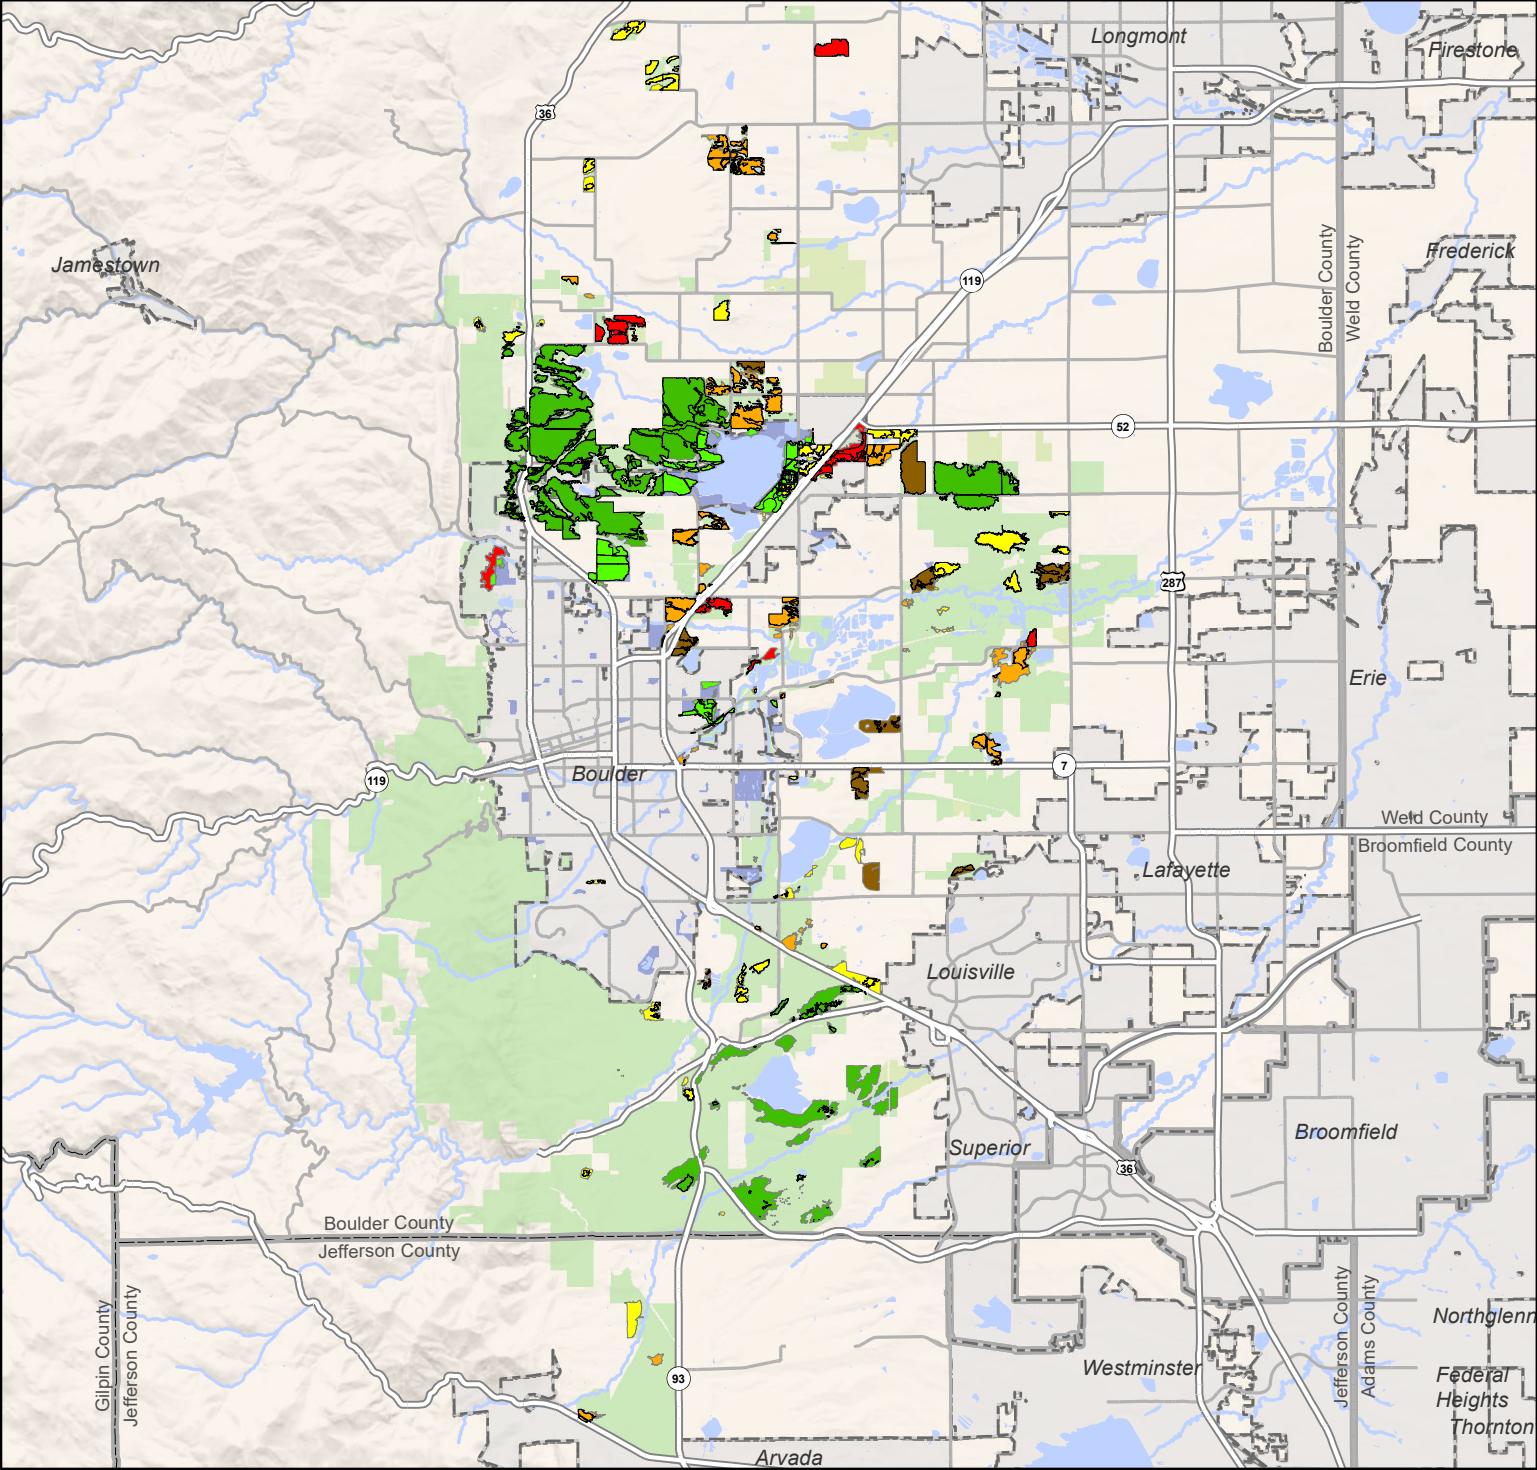 Longmont
Firestone
36
Jamestown
Boulder County
Weld County
Frederick
119
52
287
Erie
119
Boulder
7
Weld County
Broomfield County
Lafayette
Louisville
Superior
Broomfield
36
Boulder County
Jefferson County
Gilpin County
Jefferson County
Jefferson County
Adams County
Northglenn
93
Westminster
Federal
Heights
Thornton
Arvada